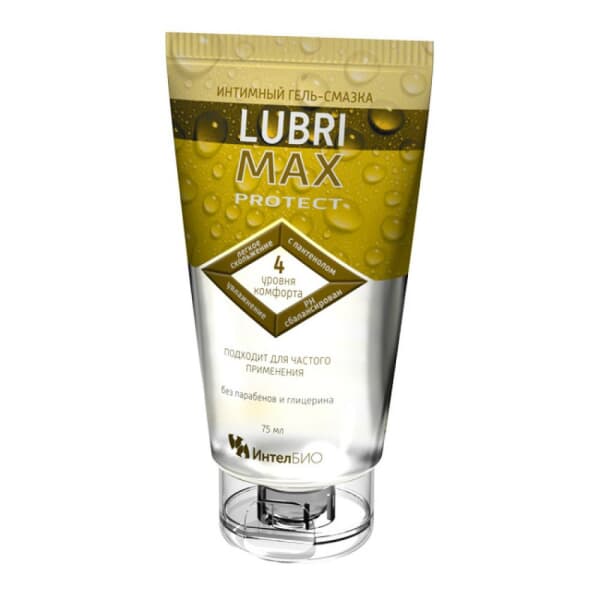 ИНТИМНЫЙ ГЕЛЬ-СМАЗКА
LUBRI
MAX
PROTECT
легкое
скольжение
с пантенолом
4
уровня
комфорта
увлажнение
PH
сбалансирован
ПОДХОДИТ ДЛЯ ЧАСТОГО
ПРИМЕНЕНИЯ
без парабенов и глицерина
75 мл
ИнтелБИО